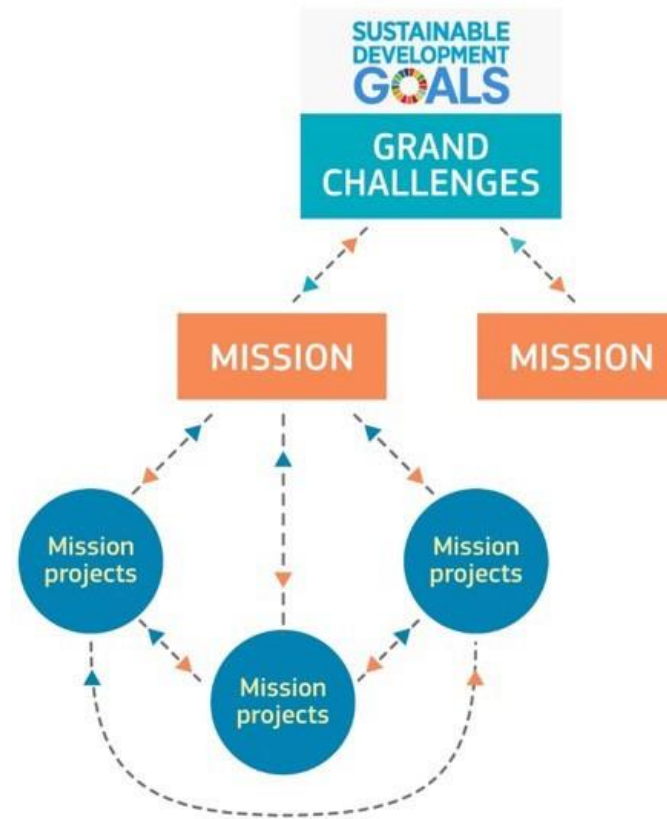 SUSTAINABLE
DEVELOPMENT
GOALS
GRAND
CHALLENGES
MISSION
MISSION
Mission
projects
Mission
projects
Mission
projects